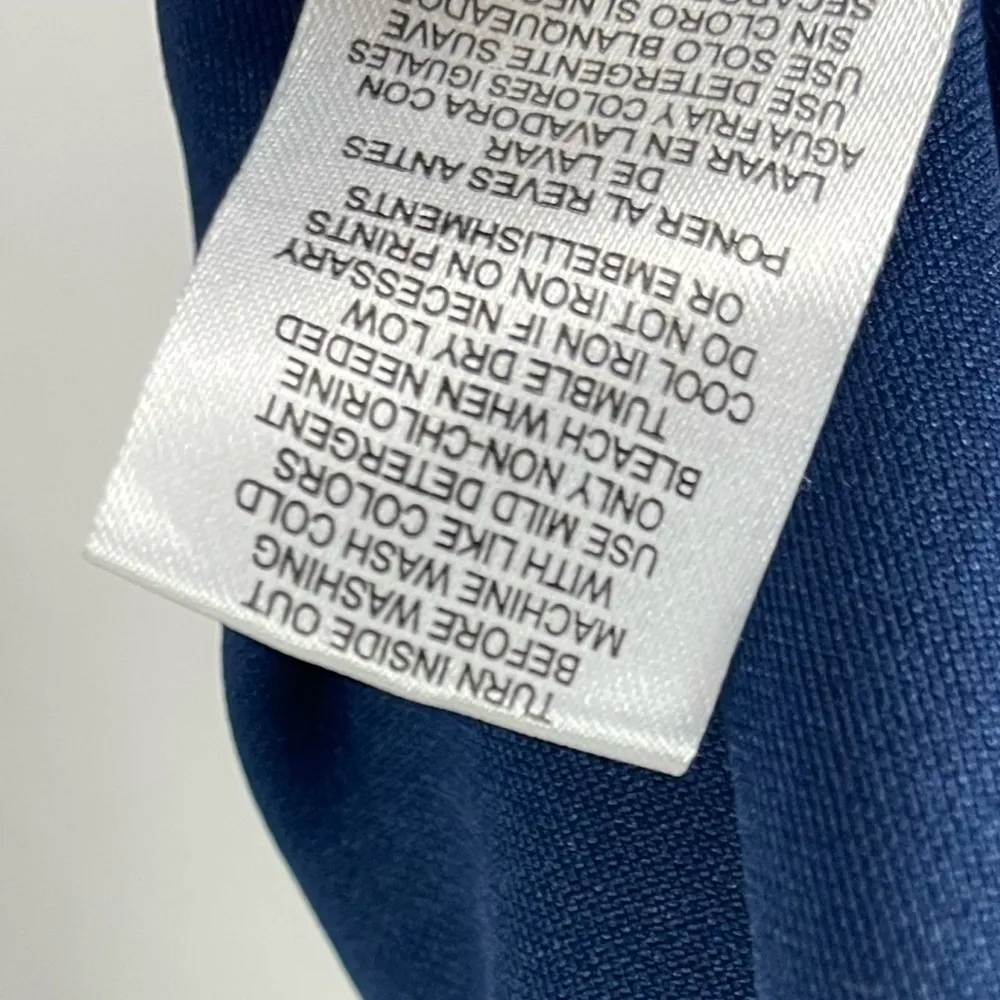 TURN INSIDE OUT
BEFORE WASHING
MACHINE WASH COLD
WITH LIKE COLORS
USE MILD DETERGENT
ONLY NON-CHLORINE
BLEACH WHEN NEEDED
TUMBLE DRY LOW
COOL IRON IF NECESSARY
DO NOT IRON ON PRINTS
OR EMBELLISHMENTS
PONER AL REVES ANTES
DE LAVAR
LAVAR EN LAVADORA CON
AGUA FRIA Y COLORES IGUALES
USE DETERGENTE SUAVE
USE SOLO BLANQUEADO
SIN CLORO SI NE